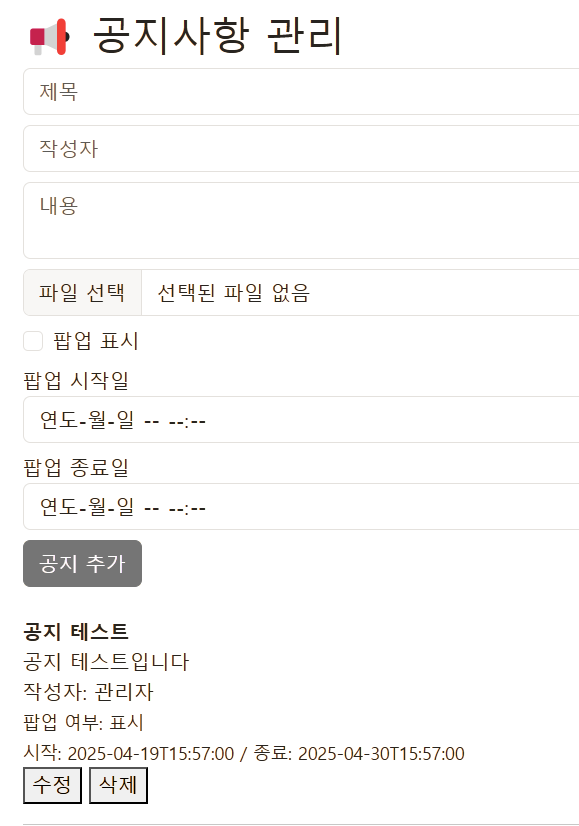 공지사항 관리
제목
작성자
내용
파일 선택 선택된 파일 없음
팝업 표시
팝업 시작일
연도-월-일 -- --:--
팝업 종료일
연도-월-일 -- --:--
공지 추가
공지 테스트
공지 테스트입니다
작성자: 관리자
팝업 여부: 표시
시작: 2025-04-19T15:57:00 / 종료: 2025-04-30T15:57:00
수정 삭제